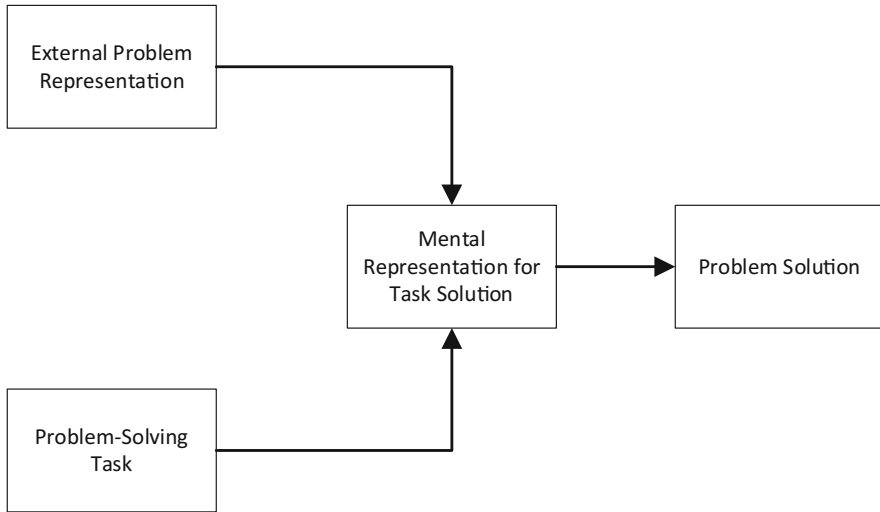 External Problem
Representation
Mental
Representation for
Task Solution
Problem Solution
Problem-Solving
Task